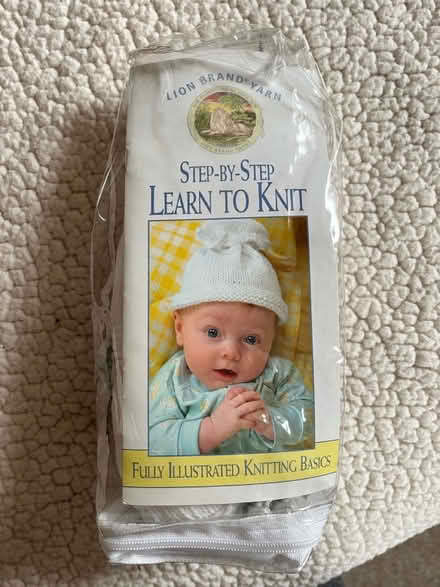 LION BRAND® YARN
STEP-BY-STEP
LEARN TO KNIT
FULLY ILLUSTRATED KNITTING BASICS